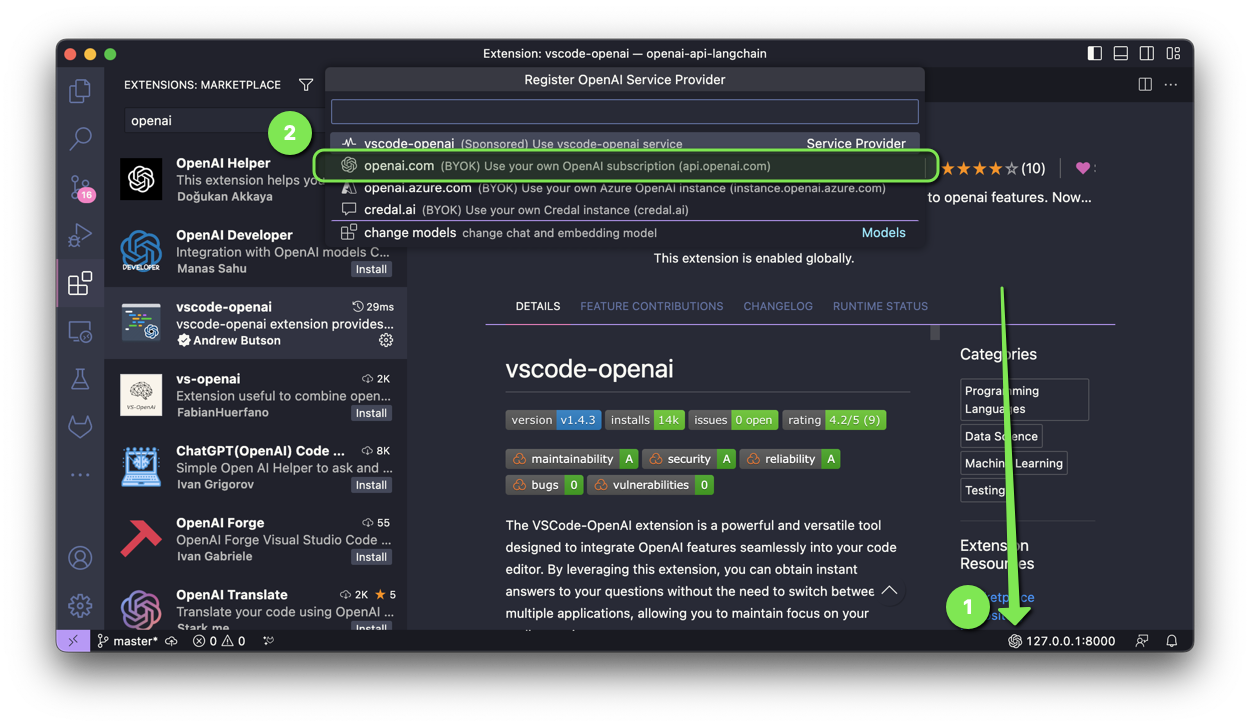 Extension: vscode-openai — openai-api-langchain
EXTENSIONS: MARKETPLACE
openai
16
OpenAI Helper
This extension helps you
Doğukan Akkaya
OpenAI Developer
Integration with OpenAI models C...
Manas Sahu
Install
DEVELOPER
vscode-openai
29ms
vscode-openai extension provides...
Andrew Butson
vs-openai
2K
Extension useful to combine open...
FabianHuerfano
Install
VS-OpenAI
ChatGPT(OpenAI) Code ...
8K
Simple Open AI Helper to ask and ...
Ivan Grigorov
Install
OpenAI Forge
55
OpenAI Forge Visual Studio Code ...
Ivan Gabriele
Install
OpenAI Translate
2K ★ 5
Translate your code using OpenAI ...
Stark me
Install
Register OpenAI Service Provider
vscode-openai (Sponsored) Use vscode-openai service
Service Provider
2
openai.com (BYOK) Use your own OpenAI subscription (api.openai.com)
openai.azure.com (BYOK) Use your own Azure OpenAI instance (instance.openai.azure.com)
credal.ai (BYOK) Use your own Credal instance (credal.ai)
change models change chat and embedding model
Models
★★★★☆(10)
to openai features. Now...
This extension is enabled globally.
DETAILS
FEATURE CONTRIBUTIONS
CHANGELOG
RUNTIME STATUS
vscode-openai
version v1.4.3
installs 14k
issues 0 open
rating 4.2/5 (9)
maintainability A
security A
reliability A
bugs 0
vulnerabilities 0
The VSCode-OpenAI extension is a powerful and versatile tool
designed to integrate OpenAI features seamlessly into your code
editor. By leveraging this extension, you can obtain instant
answers to your questions without the need to switch betwee
multiple applications, allowing you to maintain focus on your
Categories
Programming
Languages
Data Science
Machine Learning
Testing
Extension
Resources
1
master*
0
0
127.0.0.1:8000